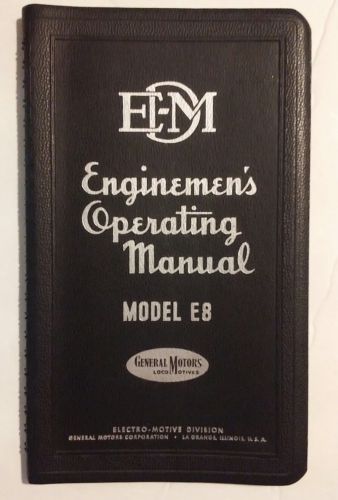 EMD
Enginemen's
Operating
Manual
MODEL E8
GENERAL MOTORS
LOCOMOTIVES
ELECTRO-MOTIVE DIVISION
GENERAL MOTORS CORPORATION • LA GRANGE, ILLINOIS, U. S. A.